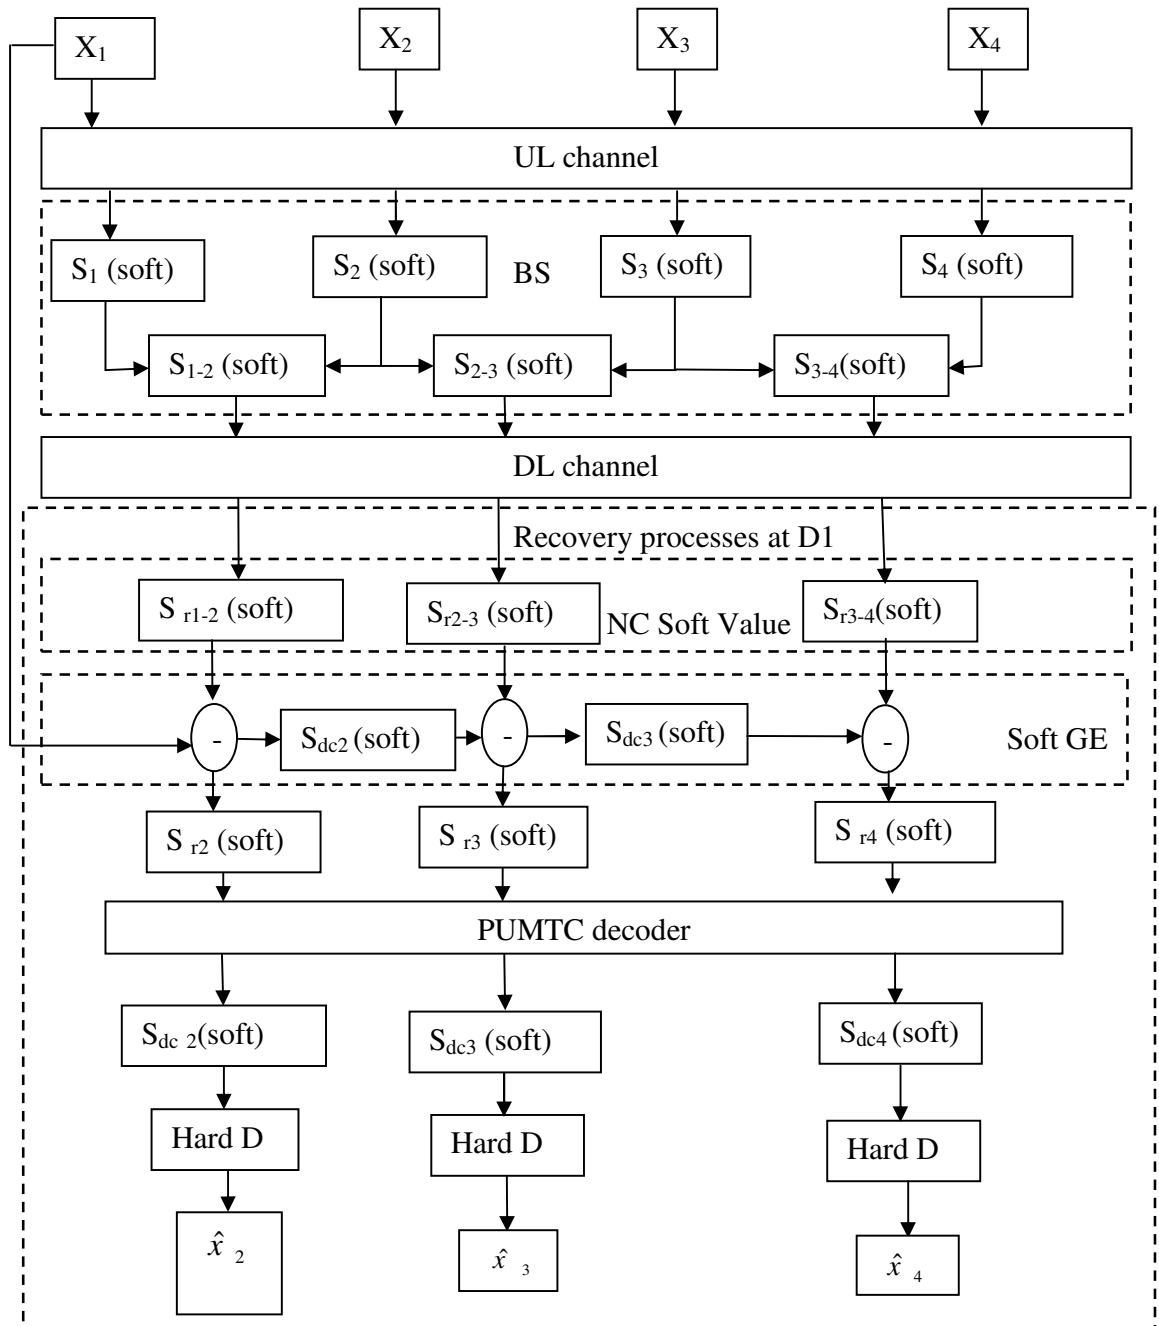 X1 X2 X3 X4
UL channel
S1 (soft) S2 (soft) BS S3 (soft) S4 (soft)
S1-2 (soft) S2-3 (soft) S3-4(soft)
DL channel
Recovery processes at D1
S r1-2 (soft) Sr2-3 (soft) NC Soft Value Sr3-4(soft)
- Sdc2 (soft) - Sdc3 (soft) - Soft GE
S r2 (soft) S r3 (soft) S r4 (soft)
PUMTC decoder
Sdc 2(soft) Sdc3 (soft) Sdc4 (soft)
Hard D Hard D Hard D
x̂ 2 x̂ 3 x̂ 4